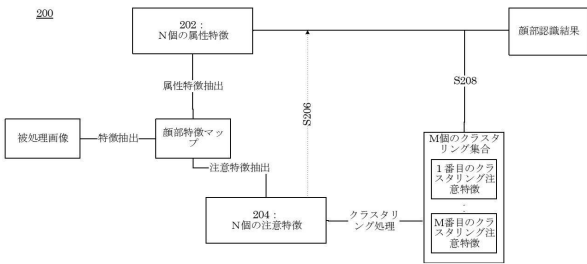 200
202：
N個の属性特徴
顔部認識結果
属性特徴抽出
S206
S208
被処理画像
特徴抽出
顔部特徴マッ
プ
注意特徴抽出
M個のクラスタ
リング集合
1番目のクラ
スタリング注
意特徴
：
M番目のクラ
スタリング注
意特徴
204：
N個の注意特徴
クラスタリ
ング処理